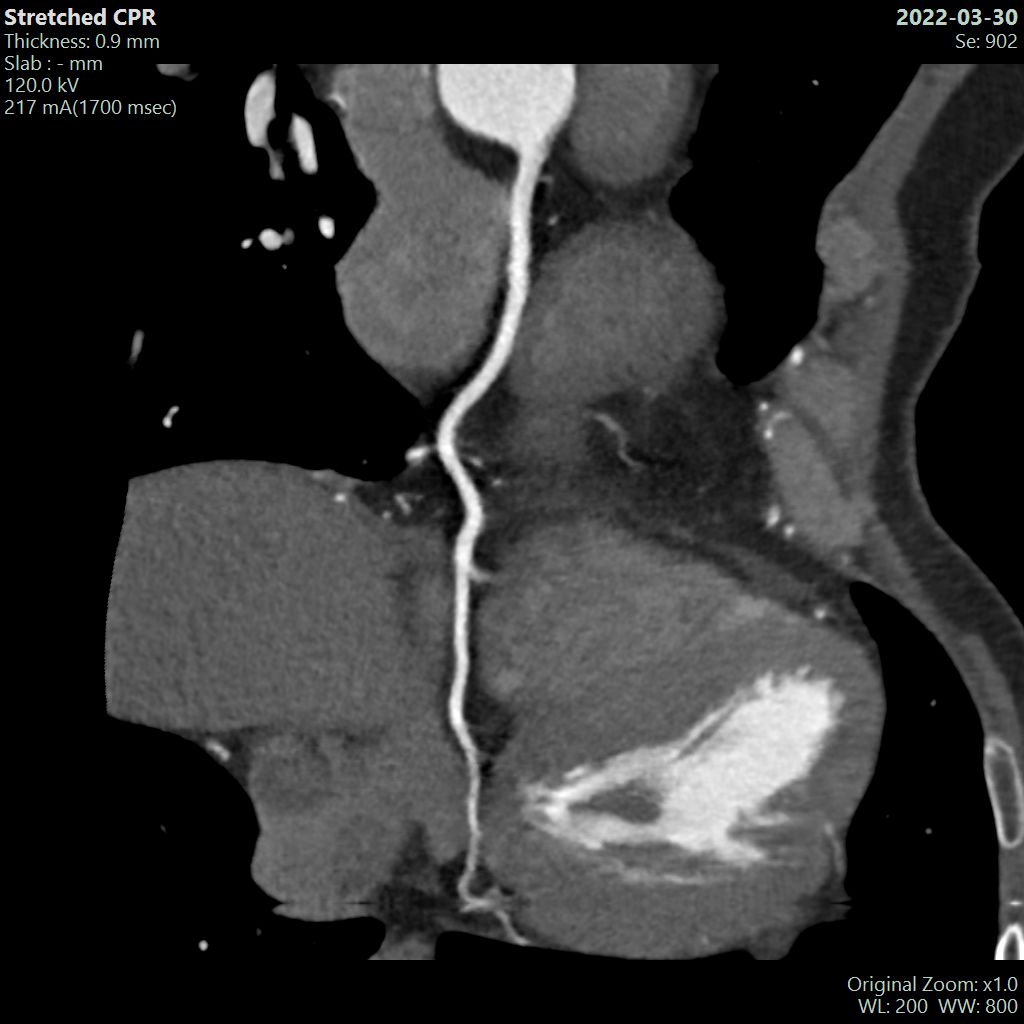 Stretched CPR
Thickness: 0.9 mm
Slab : - mm
120.0 kV
217 mA(1700 msec)
2022-03-30
Se: 902
Original Zoom: x1.0
WL: 200 WW: 800